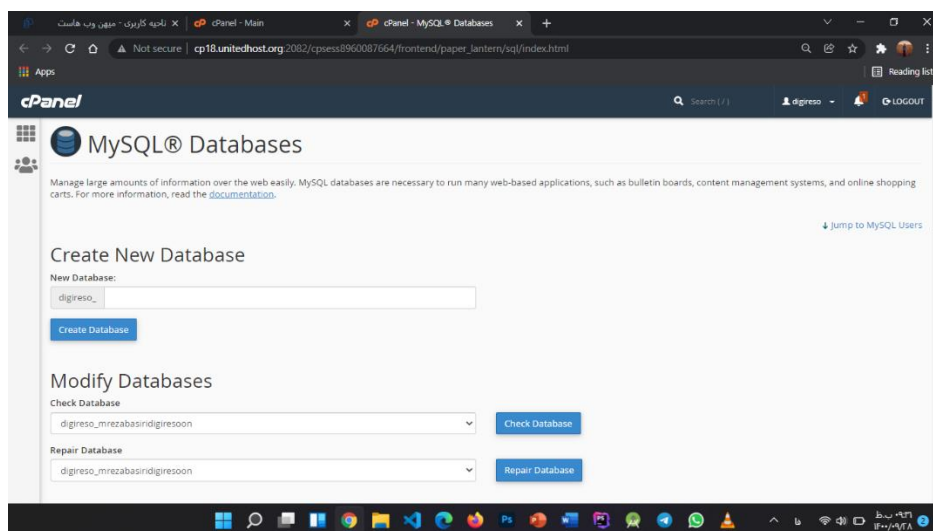 ناحیه کاربری - میهن وب هاست
cPanel - Main
cPanel - MySQL® Databases
Not secure | cp18.unitedhost.org:2082/cpsess8960087664/frontend/paper_lantern/sql/index.html
Apps
Reading list
cPanel
Search ( / )
digireso
1
LOGOUT
MySQL® Databases
Manage large amounts of information over the web easily. MySQL databases are necessary to run many web-based applications, such as bulletin boards, content management systems, and online shopping
carts. For more information, read the documentation.
Jump to MySQL Users
Create New Database
New Database:
digireso_
Create Database
Modify Databases
Check Database
digireso_mrezabasiridigiresoon
Check Database
Repair Database
digireso_mrezabasiridigiresoon
Repair Database
Ps